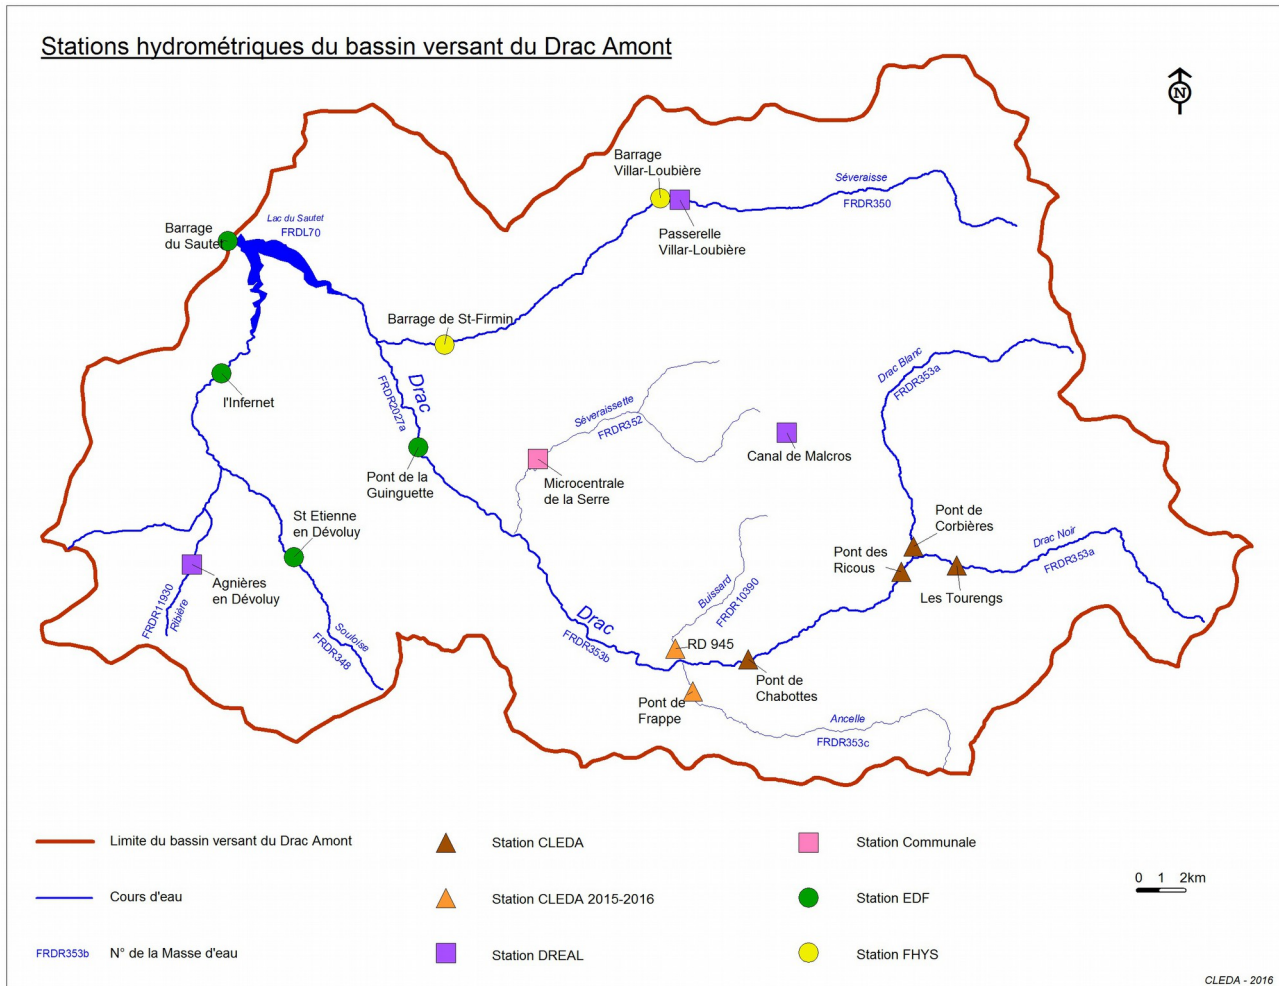 Stations hydrométriques du bassin versant du Drac Amont
N
Barrage
Villar-Loubière
Séveraisse
FRDR350
Passerelle
Villar-Loubière
Barrage
du Sautet
Lac du Sautet
FRDL70
Barrage de St-Firmin
l'Infernet
Drac
FRDR2027a
Drac Blanc
FRDR353a
Séveraissette
FRDR352
Canal de Malcros
Pont de la
Guinguette
Microcentrale
de la Serre
St Etienne
en Dévoluy
Pont de
Corbières
Pont des
Ricous
Drac Noir
FRDR353a
Les Tourengs
Agnières
en Dévoluy
FRDR11930
Ribière
Souloise
FRDR348
Buissard
FRDR10390
Drac
FRDR353b
RD 945
Pont de
Chabottes
Pont de
Frappe
Ancelle
FRDR353c
Limite du bassin versant du Drac Amont
Station CLEDA
Station Communale
Cours d'eau
Station CLEDA 2015-2016
Station EDF
FRDR353b
N° de la Masse d'eau
Station DREAL
Station FHYS
0 1 2km
CLEDA - 2016